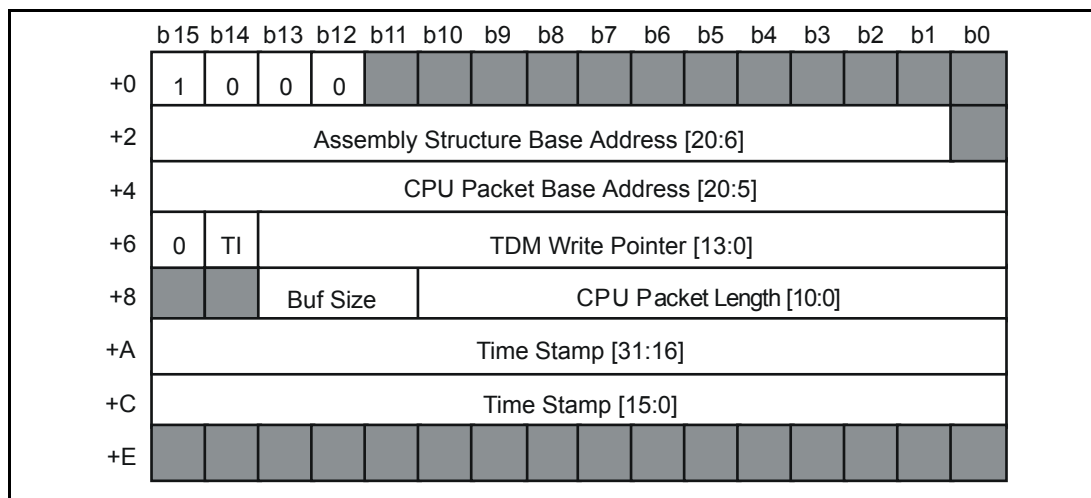 b15 b14 b13 b12 b11 b10 b9 b8 b7 b6 b5 b4 b3 b2 b1 b0
+0 1 0 0 0
+2 Assembly Structure Base Address [20:6]
+4 CPU Packet Base Address [20:5]
+6 0 TI TDM Write Pointer [13:0]
+8 Buf Size CPU Packet Length [10:0]
+A Time Stamp [31:16]
+C Time Stamp [15:0]
+E